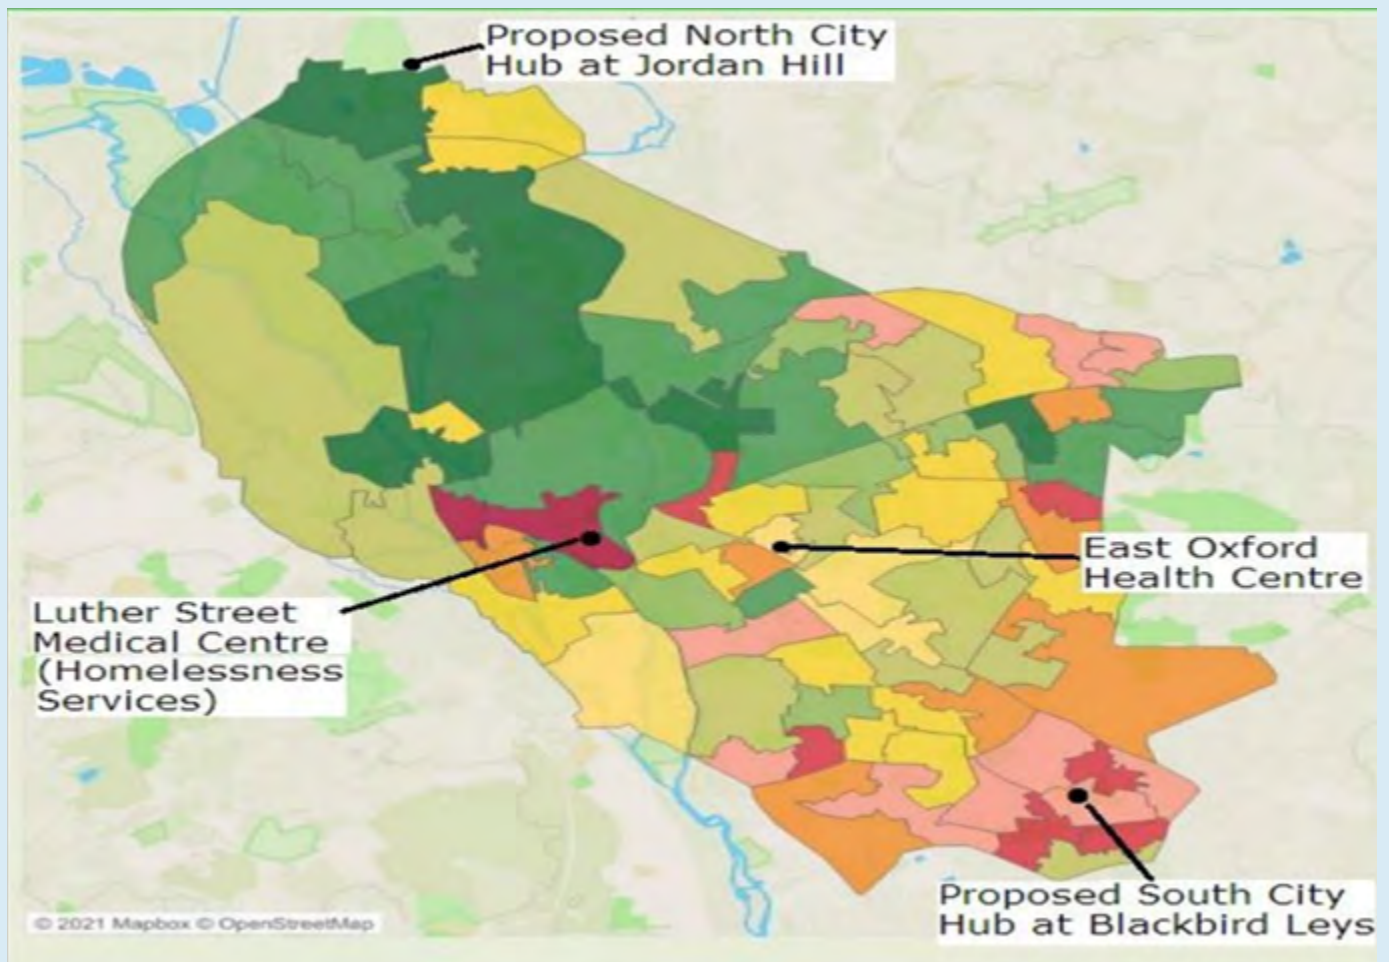 Proposed North City
Hub at Jordan Hill
East Oxford
Health Centre
Luther Street
Medical Centre
(Homelessness
Services)
Proposed South City
Hub at Blackbird Leys
© 2021 Mapbox © OpenStreetMap